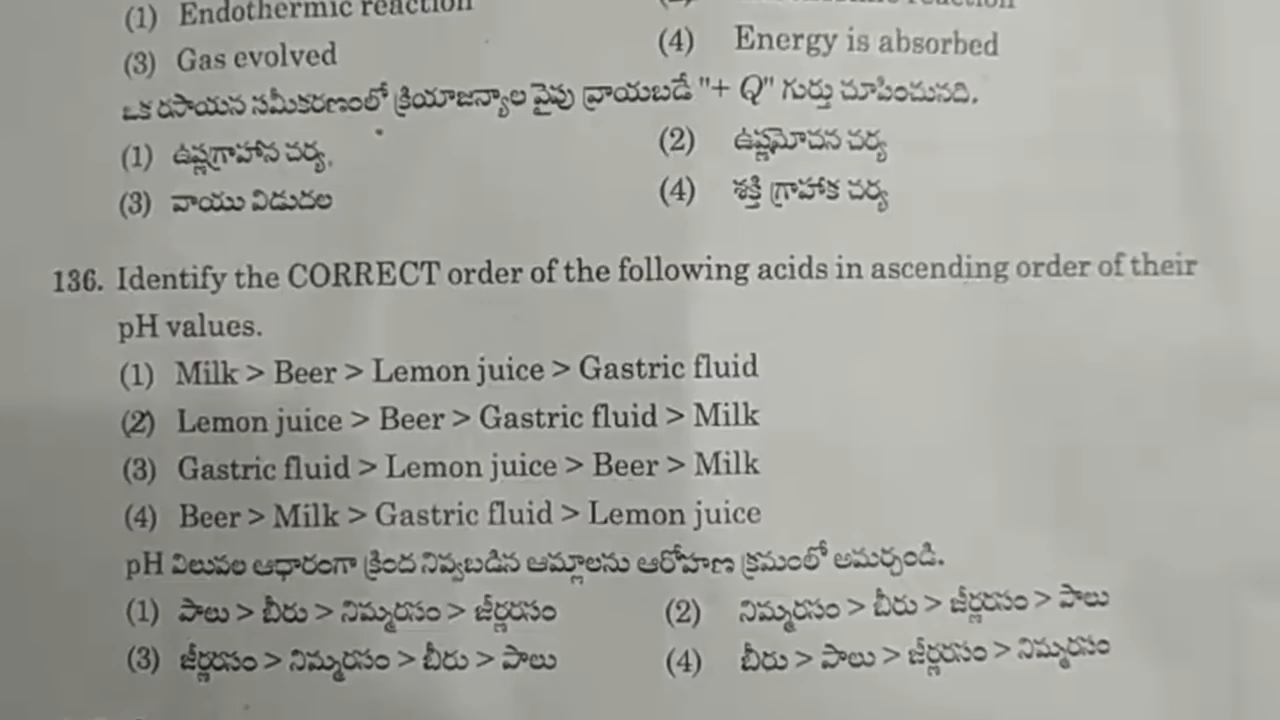 (1) Endothermic reaction
(3) Gas evolved (4) Energy is absorbed
ఒక రసాయన సమీకరణంలో క్రియాజన్యాల వైపు వ్రాయబడే "+ Q" గుర్తు చూపించునది.
(1) ఉష్ణగ్రాహాన చర్య. (2) ఉష్ణమోచన చర్య
(3) వాయు విడుదల (4) శక్తి గ్రాహాక చర్య
136. Identify the CORRECT order of the following acids in ascending order of their
pH values.
(1) Milk > Beer > Lemon juice > Gastric fluid
(2) Lemon juice > Beer > Gastric fluid > Milk
(3) Gastric fluid > Lemon juice > Beer > Milk
(4) Beer > Milk > Gastric fluid > Lemon juice
pH విలువల ఆధారంగా క్రింద నివ్వబడిన ఆమ్లాలను ఆరోహణ క్రమంలో అమర్చండి.
(1) పాలు > బీరు > నిమ్మరసం > జీర్ణరసం (2) నిమ్మరసం > బీరు > జీర్ణరసం > పాలు
(3) జీర్ణరసం > నిమ్మరసం > బీరు > పాలు (4) బీరు > పాలు > జీర్ణరసం > నిమ్మరసం